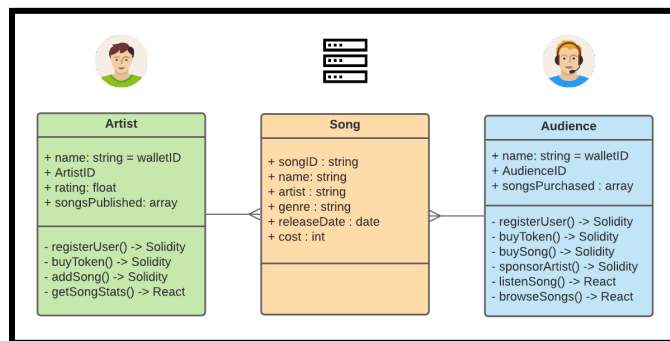 Artist
+ name: string = walletID
+ ArtistID
+ rating: float
+ songsPublished: array
- registerUser() -> Solidity
- buyToken() -> Solidity
- addSong() -> Solidity
- getSongStats() -> React
Song
+ songID : string
+ name: string
+ artist : string
+ genre : string
+ releaseDate : date
+ cost : int
Audience
+ name: string = walletID
+ AudienceID
+ songsPurchased : array
- registerUser() -> Solidity
- buyToken() -> Solidity
- buySong() -> Solidity
- sponsorArtist() -> Solidity
- listenSong() -> React
- browseSongs() -> React